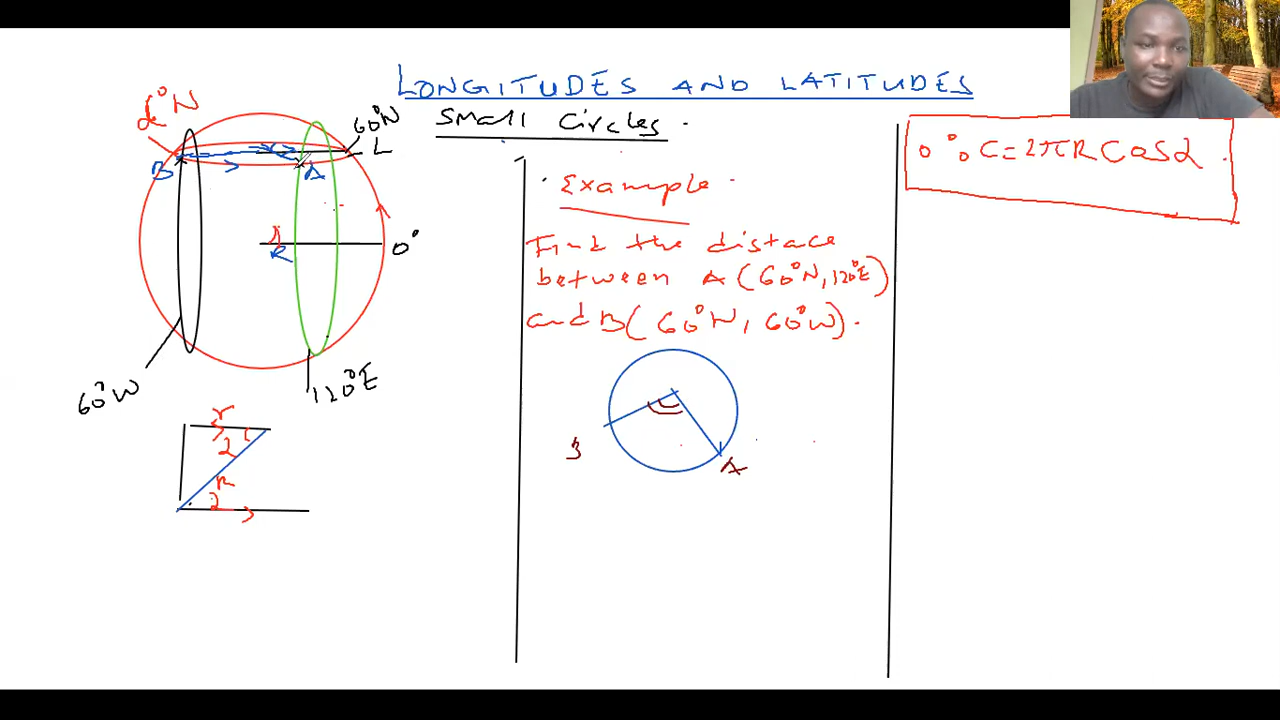 LONGITUDES AND LATITUDES
Small Circles.
α°N
60°N
L
B
A
R
0°
60°W
120°E
r
α
R
α
Example
Find the distace
between A(60°N, 120°E)
and B(60°N, 60°W).
B
A
∴ C = 2πR Cos α.